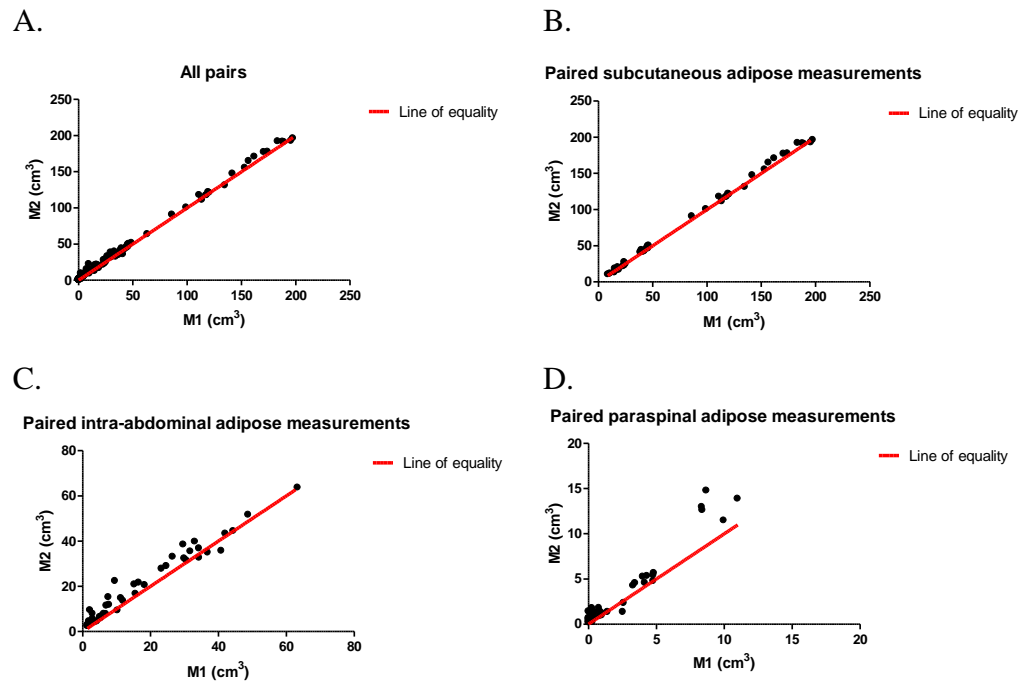 A.
All pairs
M2 (cm³)
250
200
150
100
50
0
0 50 100 150 200 250
M1 (cm³)
Line of equality
B.
Paired subcutaneous adipose measurements
M2 (cm³)
250
200
150
100
50
0
0 50 100 150 200 250
M1 (cm³)
Line of equality
C.
Paired intra-abdominal adipose measurements
M2 (cm³)
80
60
40
20
0
0 20 40 60 80
M1 (cm³)
Line of equality
D.
Paired paraspinal adipose measurements
M2 (cm³)
20
15
10
5
0
0 5 10 15 20
M1 (cm³)
Line of equality